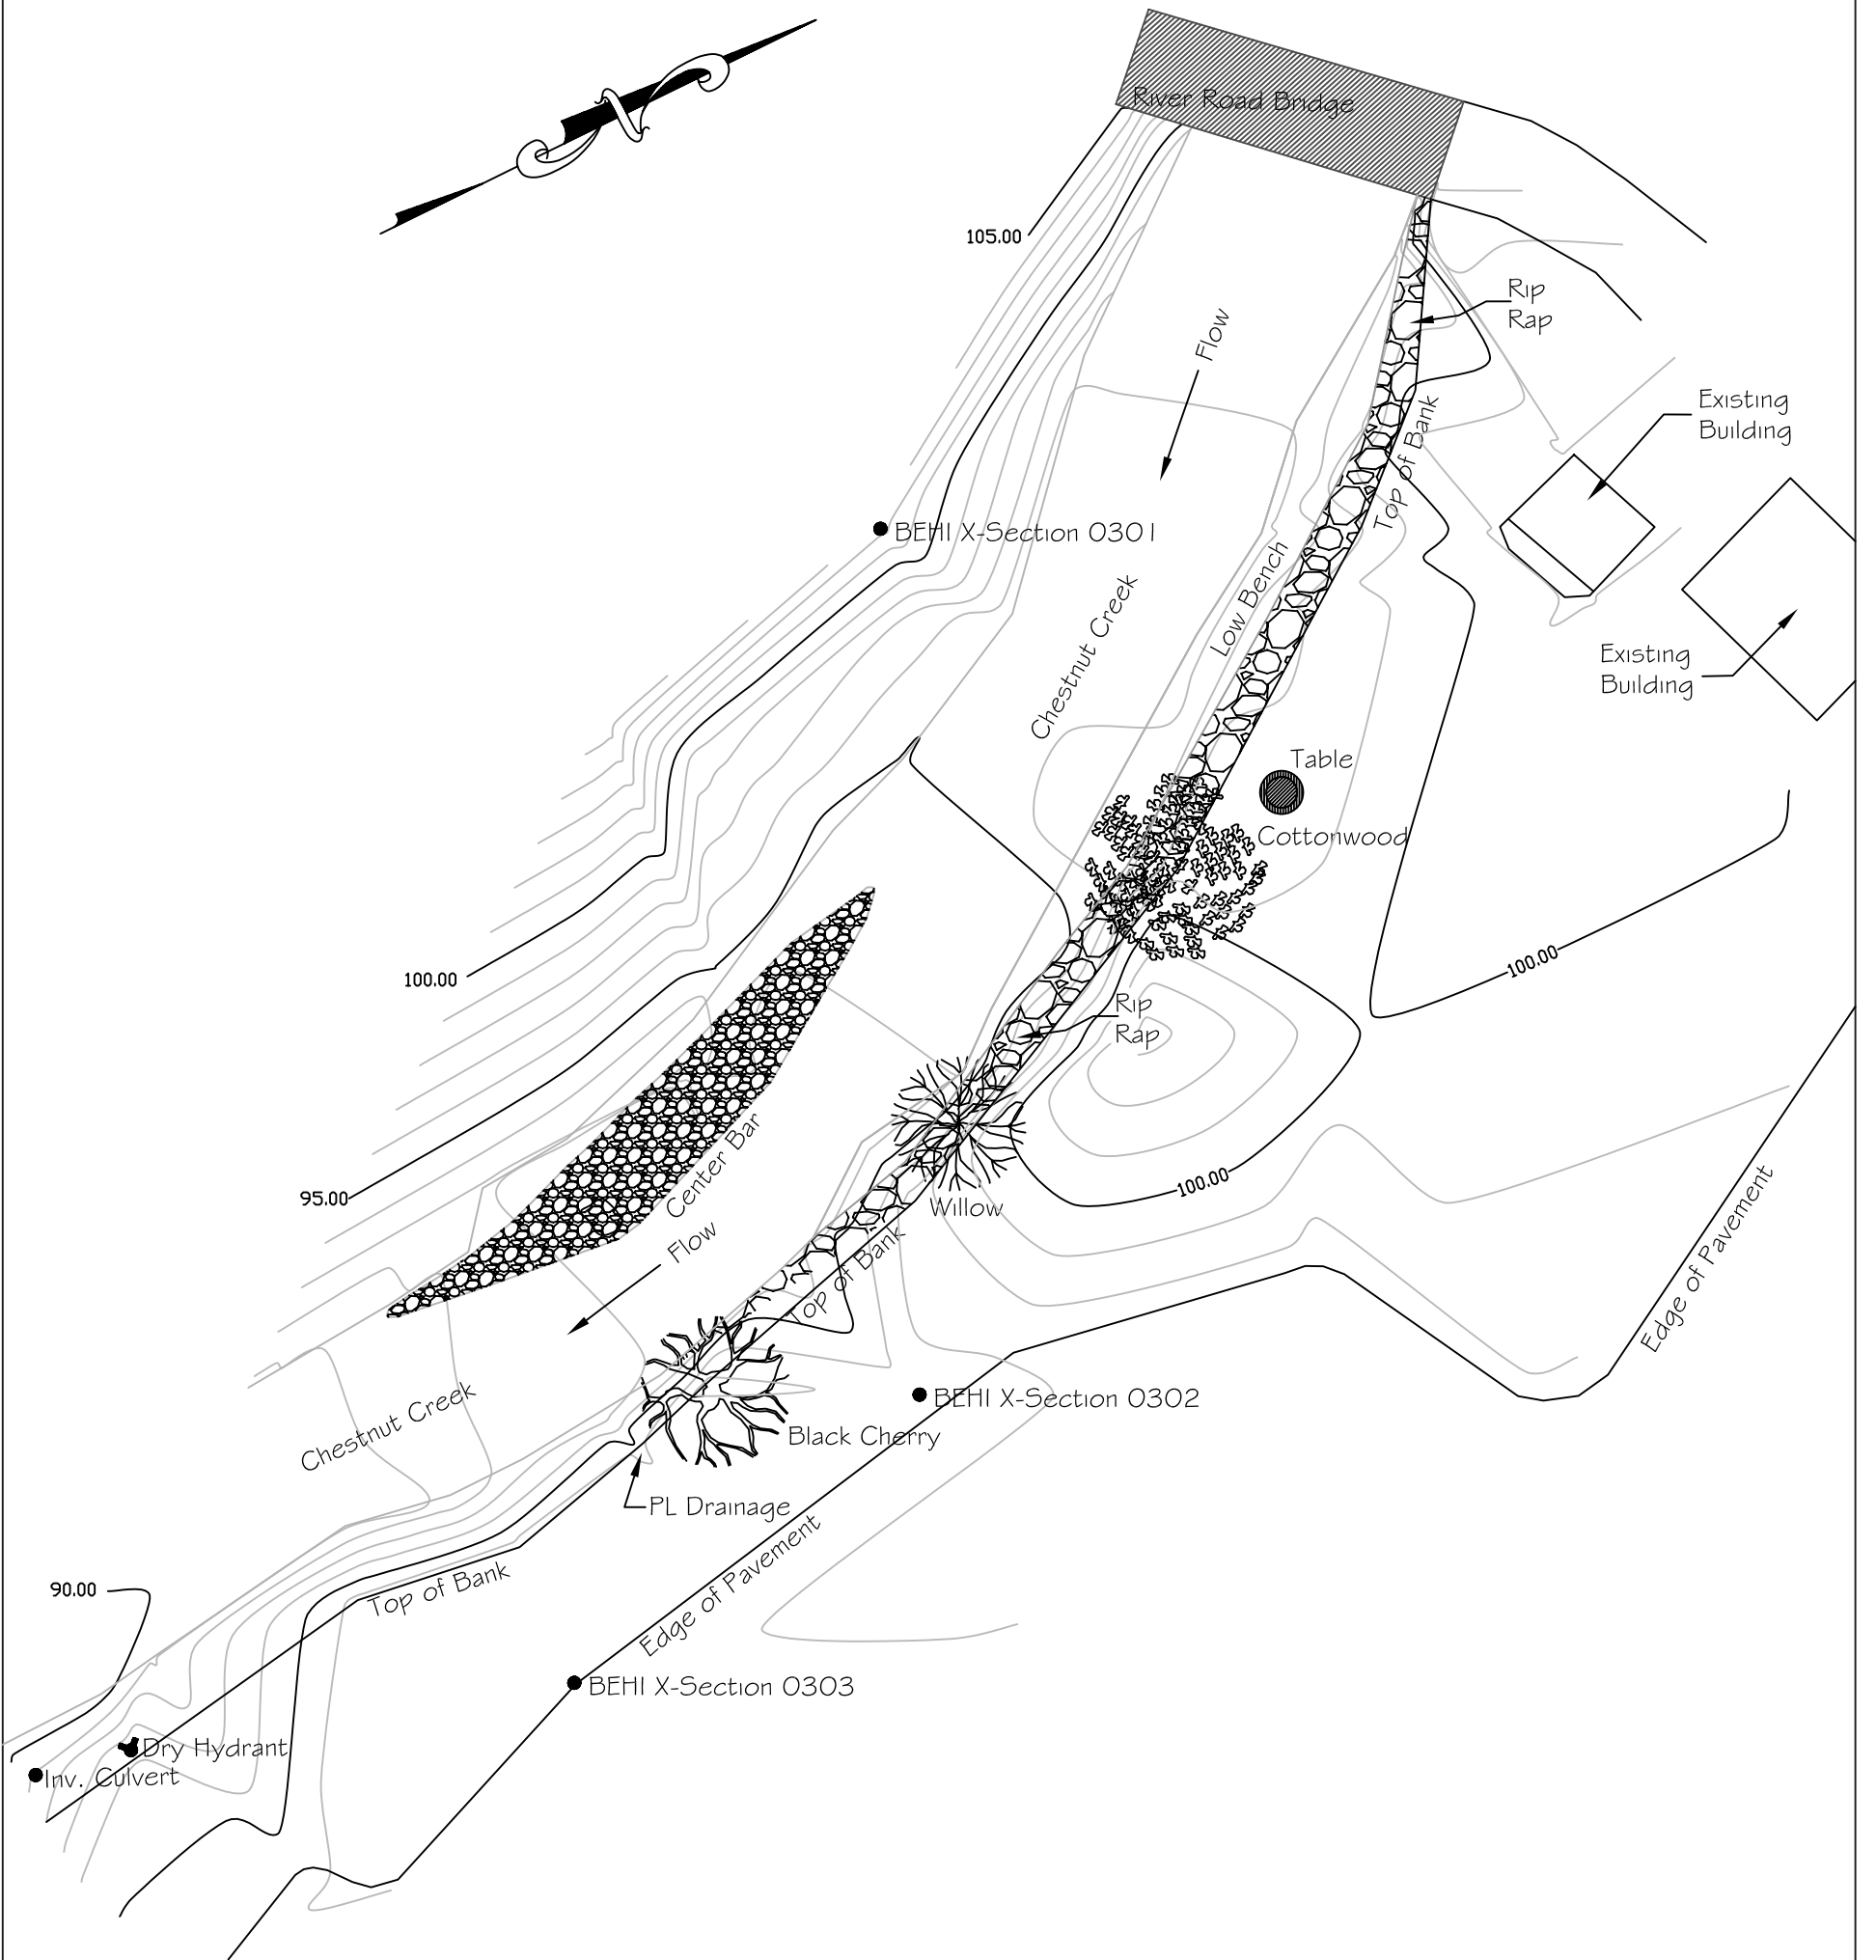 N
River Road Bridge
105.00
Flow
Rip
Rap
Existing
Building
Top of Bank
BEHI X-Section 0301
Low Bench
Chestnut Creek
Existing
Building
Table
Cottonwood
100.00
100.00
Rip
Rap
Center Bar
95.00
100.00
Willow
Flow
Top of Bank
Edge of Pavement
BEHI X-Section 0302
Black Cherry
Chestnut Creek
PL Drainage
Top of Bank
Edge of Pavement
90.00
BEHI X-Section 0303
Dry Hydrant
Inv. Culvert